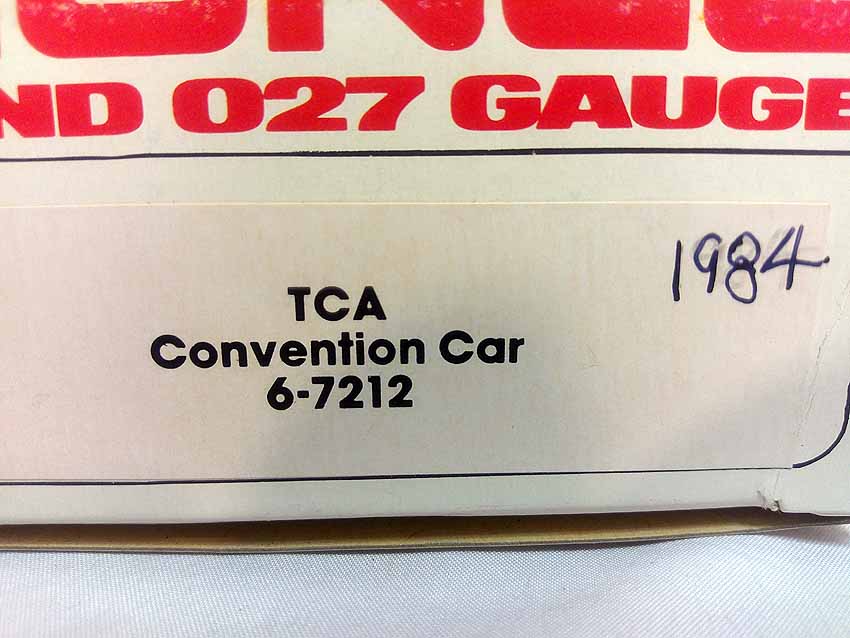 ND 027 GAUGE
1984
TCA
Convention Car
6-7212